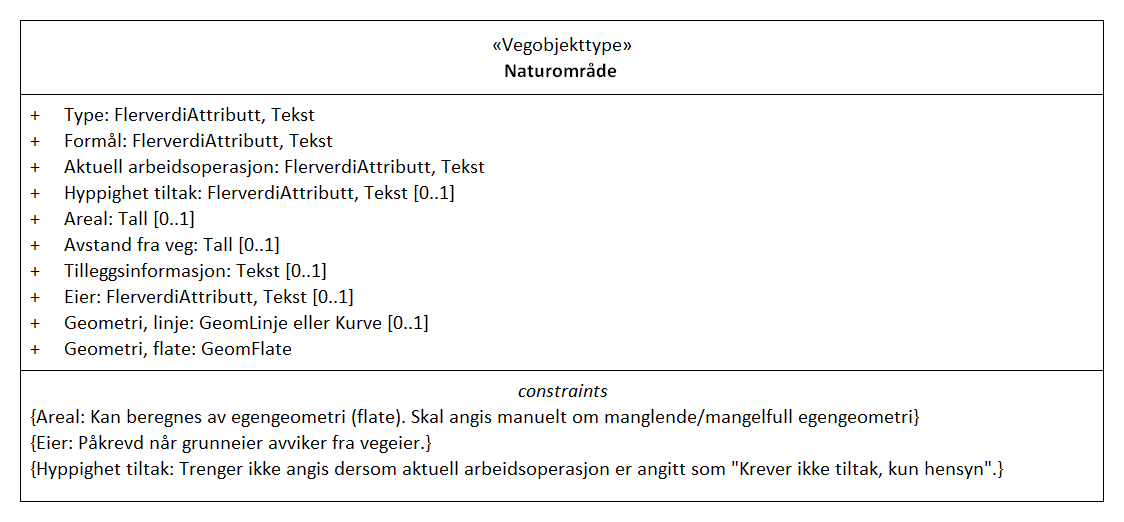 «Vegobjekttype»
Naturområde
+ Type: FlerverdiAttributt, Tekst
+ Formål: FlerverdiAttributt, Tekst
+ Aktuell arbeidsoperasjon: FlerverdiAttributt, Tekst
+ Hyppighet tiltak: FlerverdiAttributt, Tekst [0..1]
+ Areal: Tall [0..1]
+ Avstand fra veg: Tall [0..1]
+ Tilleggsinformasjon: Tekst [0..1]
+ Eier: FlerverdiAttributt, Tekst [0..1]
+ Geometri, linje: GeomLinje eller Kurve [0..1]
+ Geometri, flate: GeomFlate
constraints
{Areal: Kan beregnes av egengeometri (flate). Skal angis manuelt om manglende/mangelfull egengeometri}
{Eier: Påkrevd når grunneier avviker fra vegeier.}
{Hyppighet tiltak: Trenger ikke angis dersom aktuell arbeidsoperasjon er angitt som "Krever ikke tiltak, kun hensyn".}